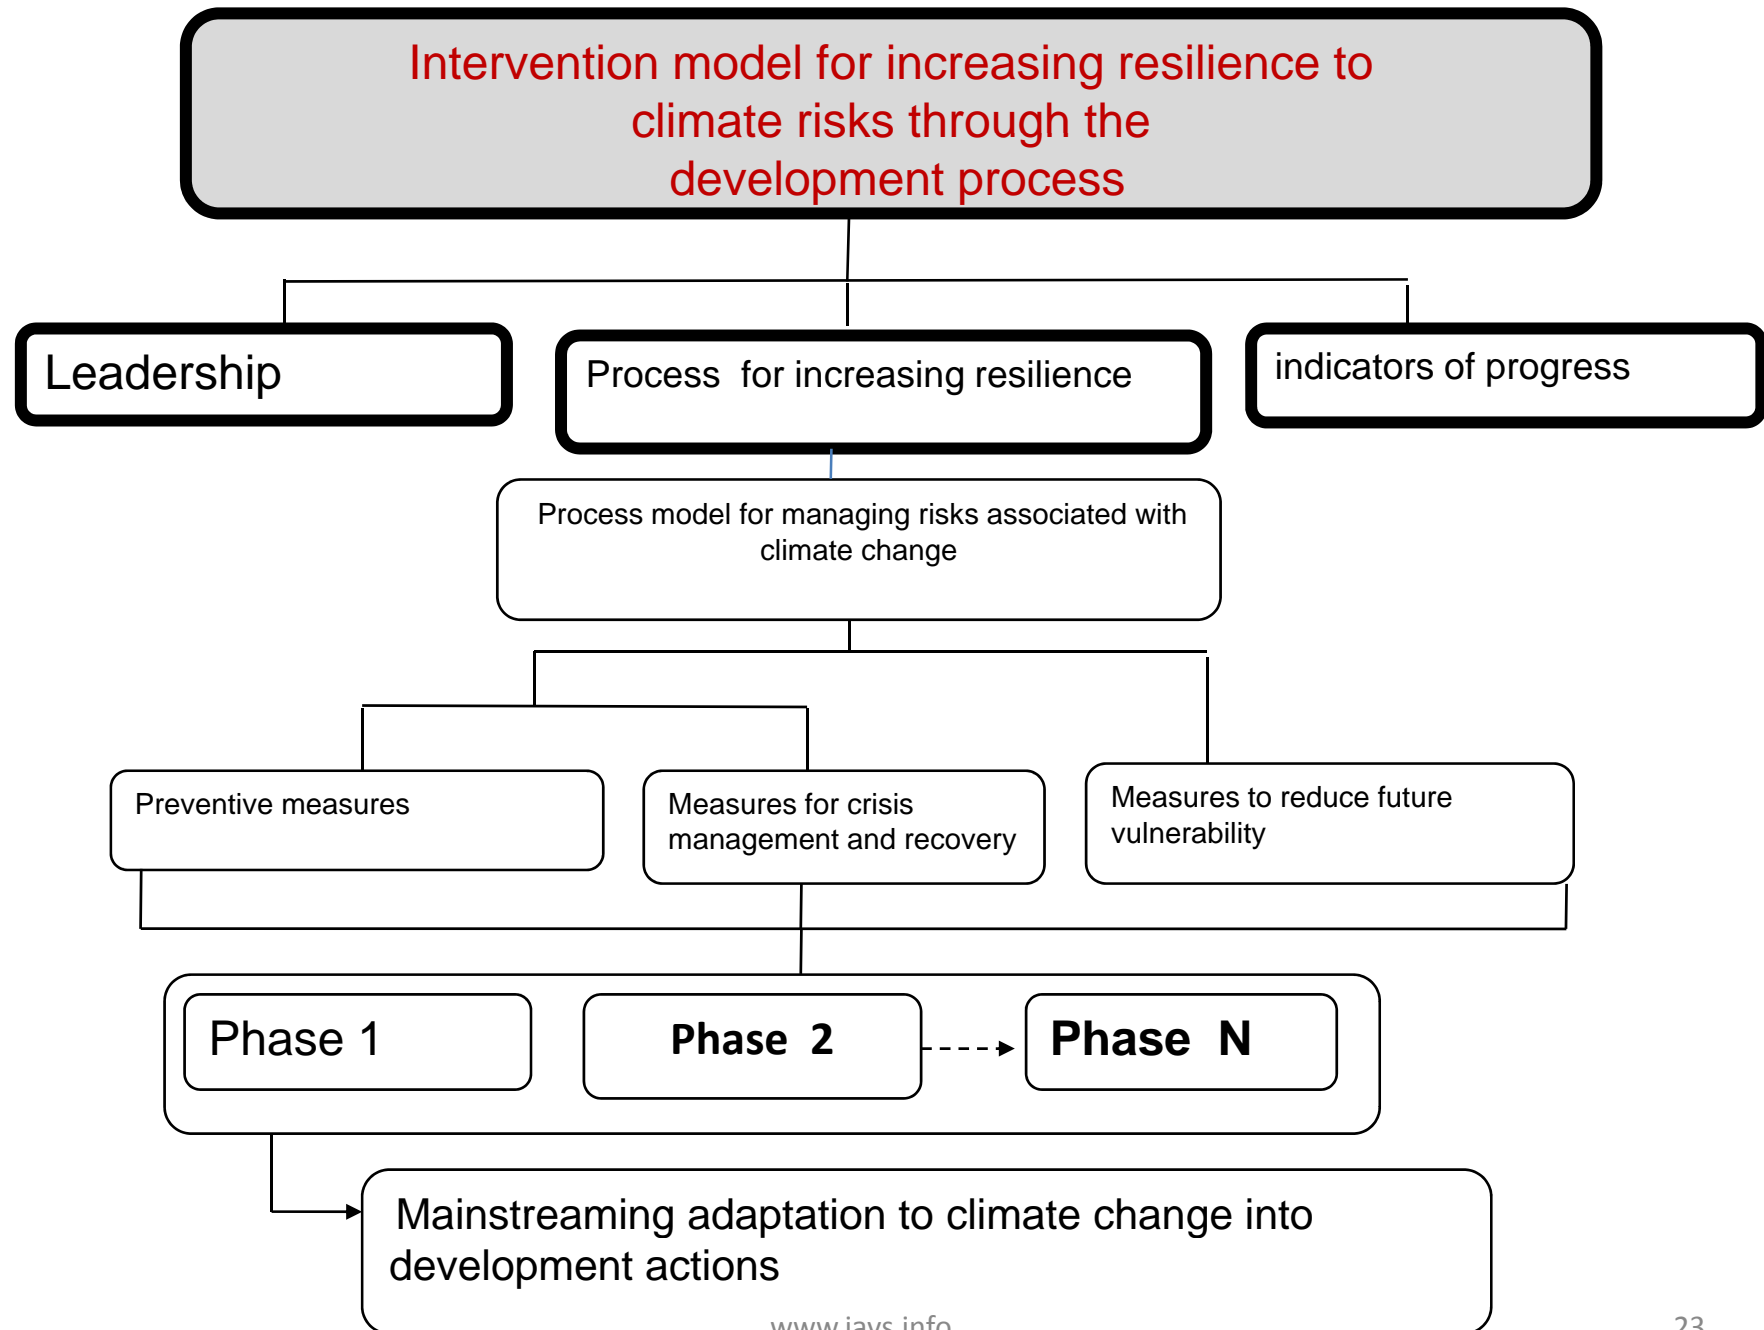 Intervention model for increasing resilience to
climate risks through the
development process
Leadership
Process for increasing resilience
indicators of progress
Process model for managing risks associated with
climate change
Preventive measures
Measures for crisis
management and recovery
Measures to reduce future
vulnerability
Phase 1
Phase 2
Phase N
Mainstreaming adaptation to climate change into
development actions
23